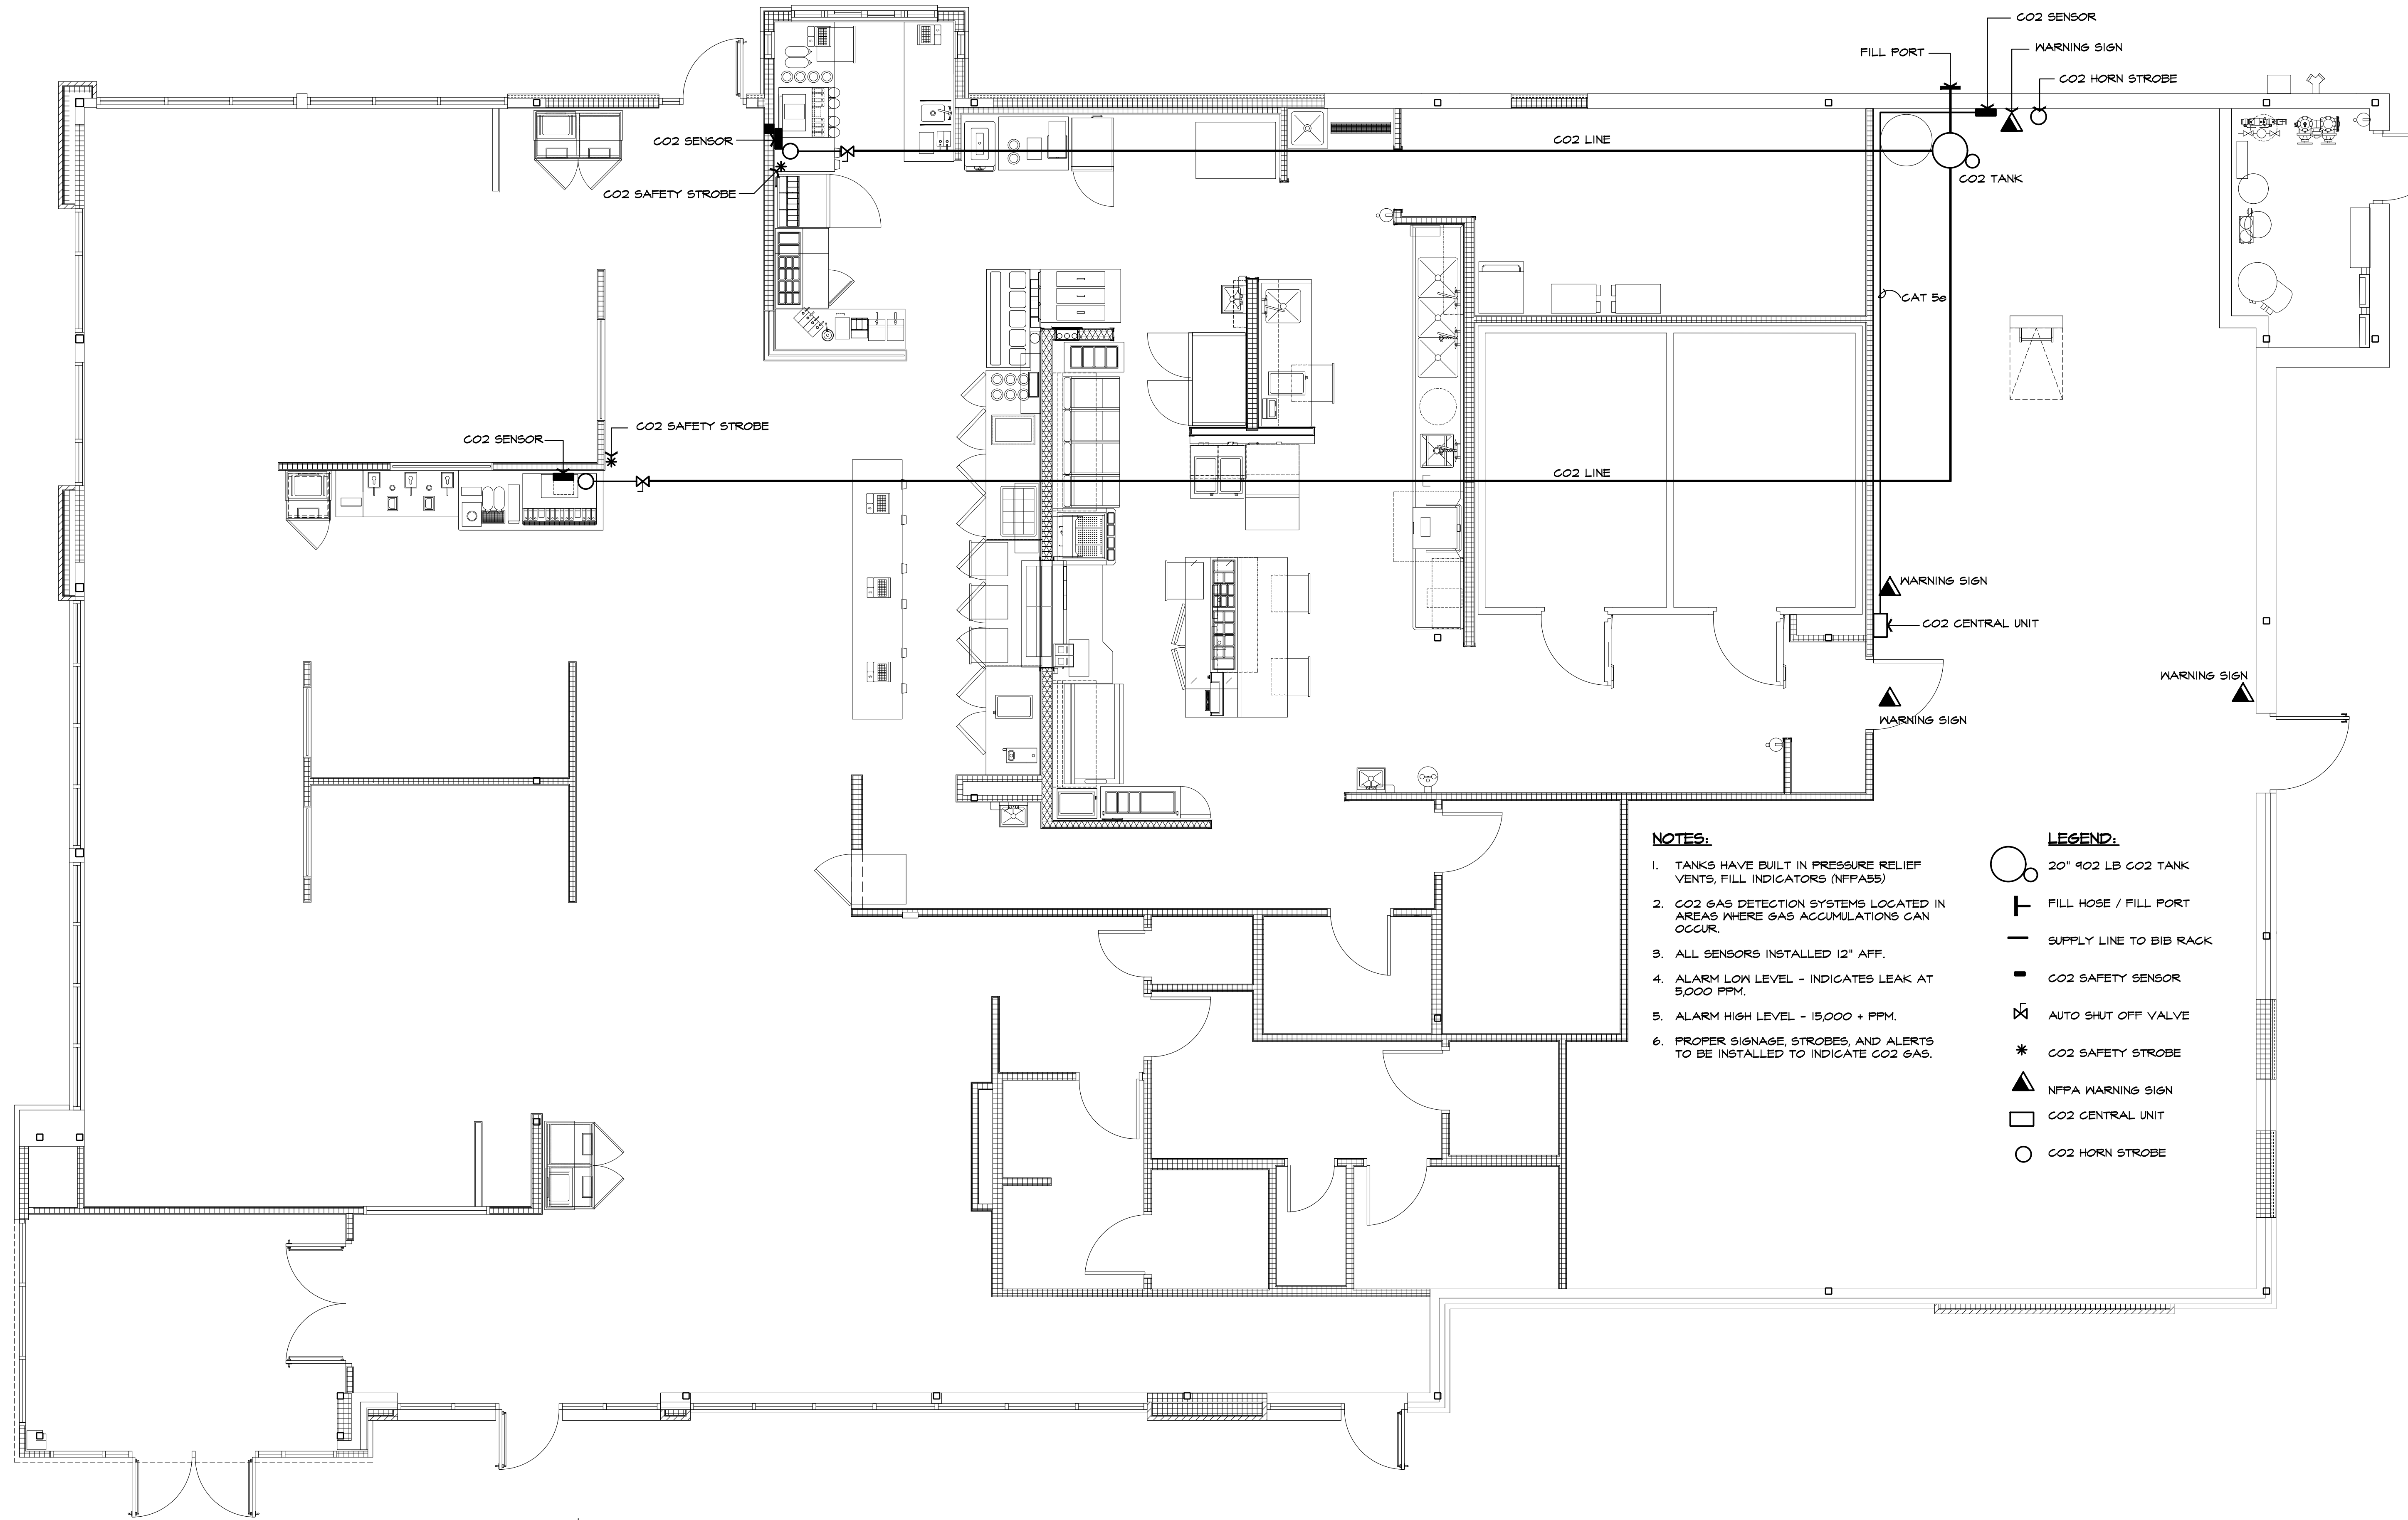 CO2 SENSOR
WARNING SIGN
FILL PORT
CO2 HORN STROBE
CO2 SENSOR
CO2 LINE
CO2 TANK
CO2 SAFETY STROBE
CAT 5e
CO2 SAFETY STROBE
CO2 SENSOR
CO2 LINE
WARNING SIGN
CO2 CENTRAL UNIT
WARNING SIGN
WARNING SIGN
NOTES:
1. TANKS HAVE BUILT IN PRESSURE RELIEF
VENTS, FILL INDICATORS (NFPA55)
2. CO2 GAS DETECTION SYSTEMS LOCATED IN
AREAS WHERE GAS ACCUMULATIONS CAN
OCCUR.
3. ALL SENSORS INSTALLED 12" AFF.
4. ALARM LOW LEVEL - INDICATES LEAK AT
5,000 PPM.
5. ALARM HIGH LEVEL - 15,000 + PPM.
6. PROPER SIGNAGE, STROBES, AND ALERTS
TO BE INSTALLED TO INDICATE CO2 GAS.
LEGEND:
20" 902 LB CO2 TANK
FILL HOSE / FILL PORT
SUPPLY LINE TO BIB RACK
CO2 SAFETY SENSOR
AUTO SHUT OFF VALVE
CO2 SAFETY STROBE
NFPA WARNING SIGN
CO2 CENTRAL UNIT
CO2 HORN STROBE